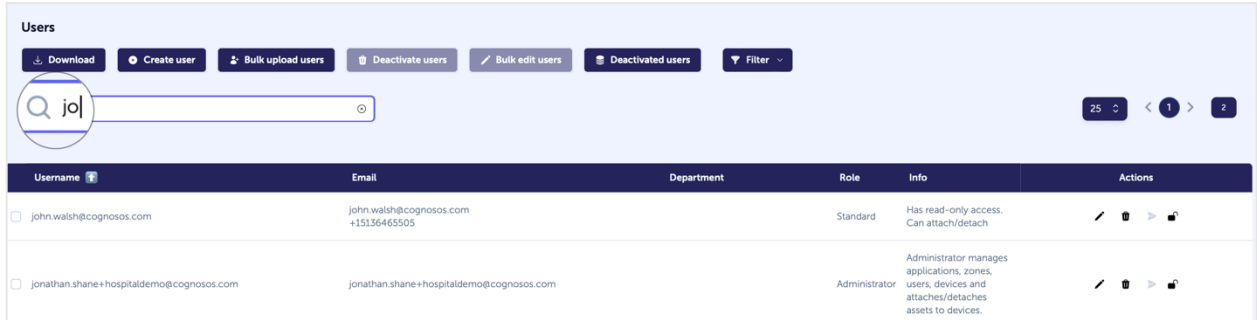 Users
Download Create user Bulk upload users Deactivate users Bulk edit users Deactivated users Filter
jo
25 1 2
Username Email Department Role Info Actions
john.walsh@cognosos.com john.walsh@cognosos.com Standard Has read-only access.
+15136465505 Can attach/detach
Administrator manages
applications, zones,
jonathan.shane+hospitaldemo@cognosos.com jonathan.shane+hospitaldemo@cognosos.com Administrator users, devices and
attaches/detaches
assets to devices.